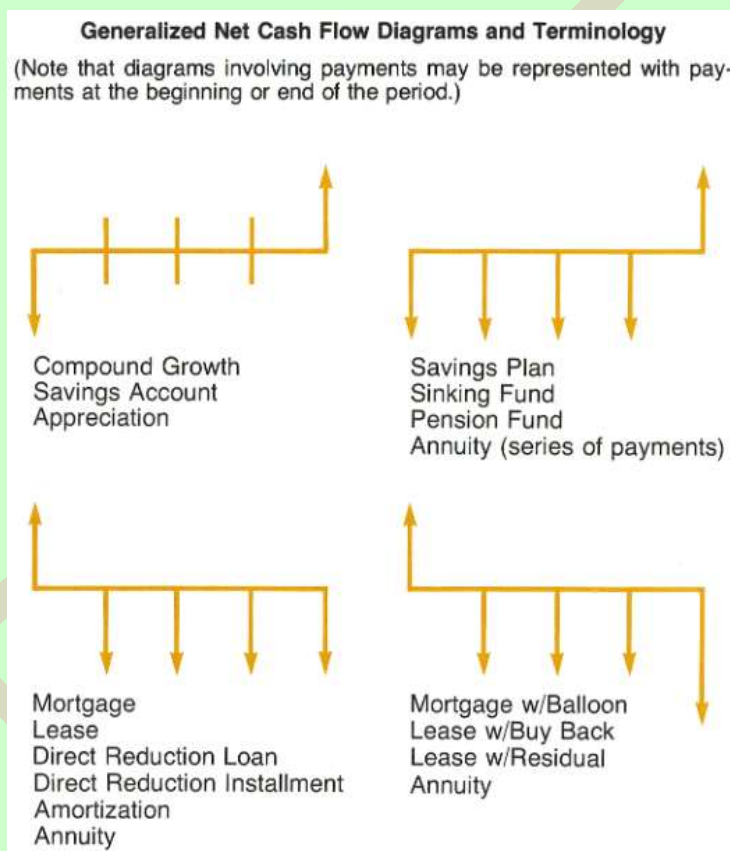 Generalized Net Cash Flow Diagrams and Terminology
(Note that diagrams involving payments may be represented with pay-
ments at the beginning or end of the period.)
Compound Growth
Savings Account
Appreciation
Savings Plan
Sinking Fund
Pension Fund
Annuity (series of payments)
Mortgage
Lease
Direct Reduction Loan
Direct Reduction Installment
Amortization
Annuity
Mortgage w/Balloon
Lease w/Buy Back
Lease w/Residual
Annuity